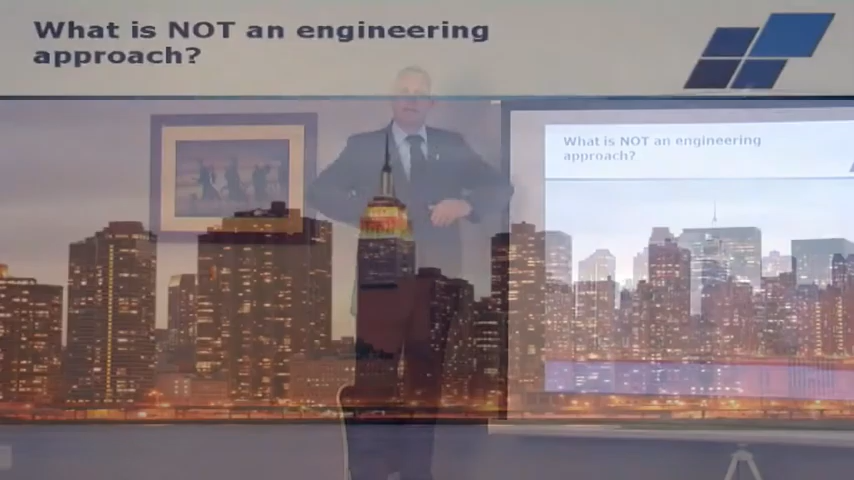 What is NOT an engineering
approach?
What is NOT an engineering
approach?